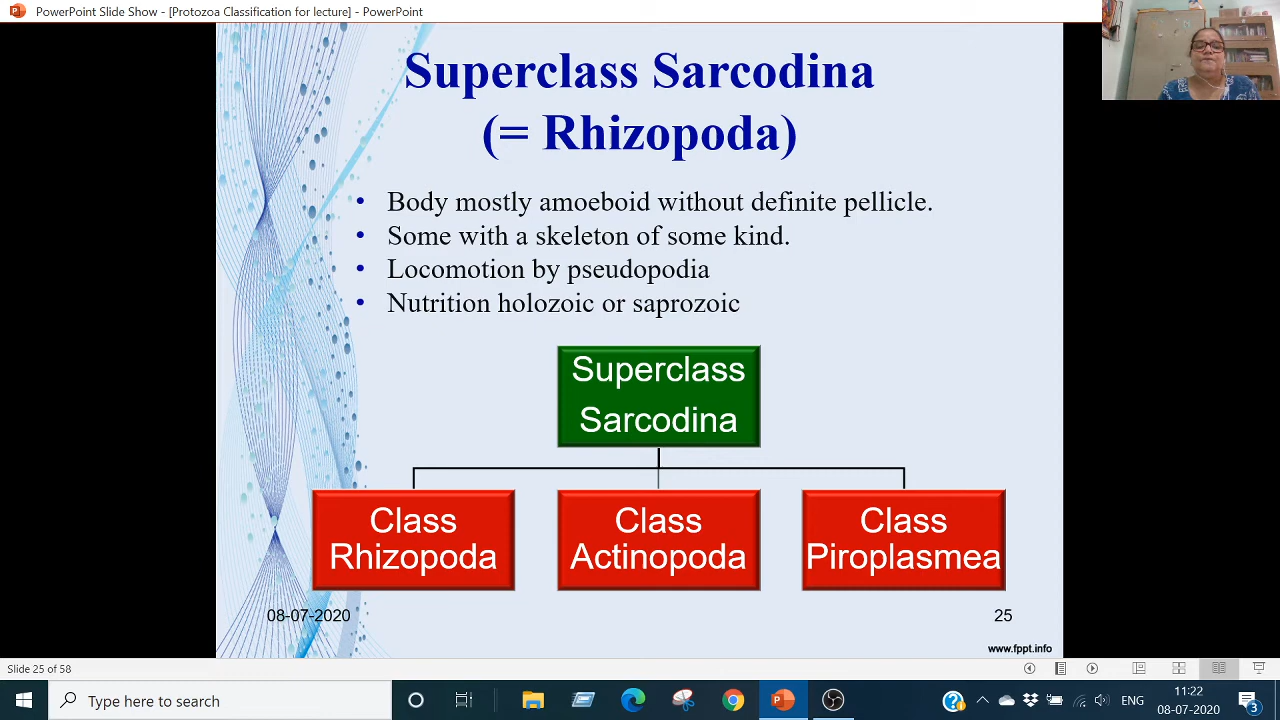 PowerPoint Slide Show - [Protozoa Classification for lecture] - PowerPoint
Superclass Sarcodina
(= Rhizopoda)
• Body mostly amoeboid without definite pellicle.
• Some with a skeleton of some kind.
• Locomotion by pseudopodia
• Nutrition holozoic or saprozoic
Superclass
Sarcodina
Class
Rhizopoda
Class
Actinopoda
Class
Piroplasmea
08-07-2020
25
www.fppt.info
Slide 25 of 58
Type here to search
ENG
11:22
08-07-2020
3